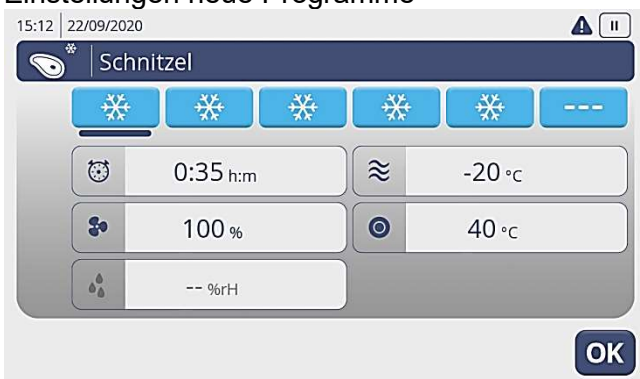 Einstellungen neue Programme
15:12 22/09/2020
Schnitzel
---
0:35 h:m
-20 °C
100 %
40 °C
-- %rH
OK